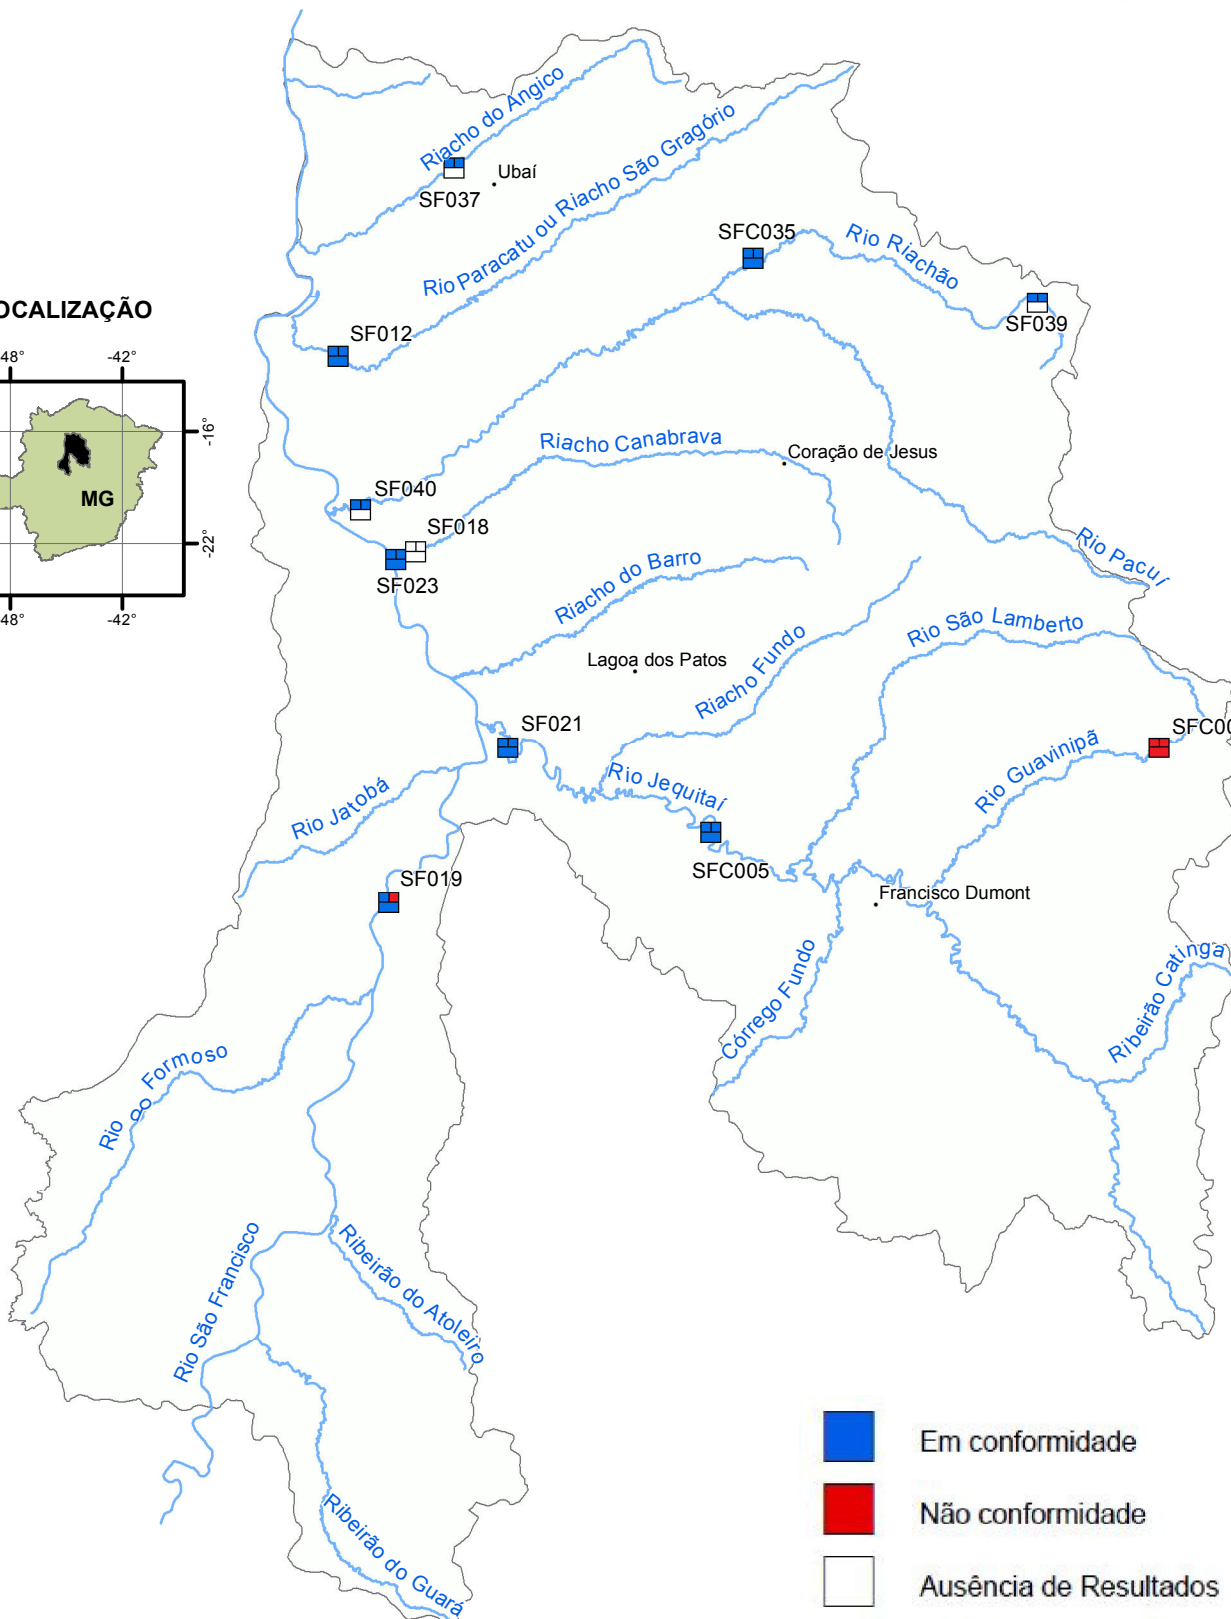 Riacho do Angico
Ubaí
SF037
Rio Paracatu ou Riacho São Gragório
SFC035
Rio Riachão
SF039
OCALIZAÇÃO
SF012
48°
-42°
-16°
MG
-22°
48°
-42°
Riacho Canabrava
Coração de Jesus
SF040
SF018
SF023
Rio Pacuí
Riacho do Barro
Rio São Lamberto
Lagoa dos Patos
Riacho Fundo
SF021
SFC00
Rio Guavinipã
Rio Jequitaí
Rio Jatobá
SFC005
SF019
Francisco Dumont
Córrego Fundo
Ribeirão Catinga
Rio do Formoso
Rio São Francisco
Ribeirão do Atoleiro
Ribeirão do Guará
Em conformidade
Não conformidade
Ausência de Resultados